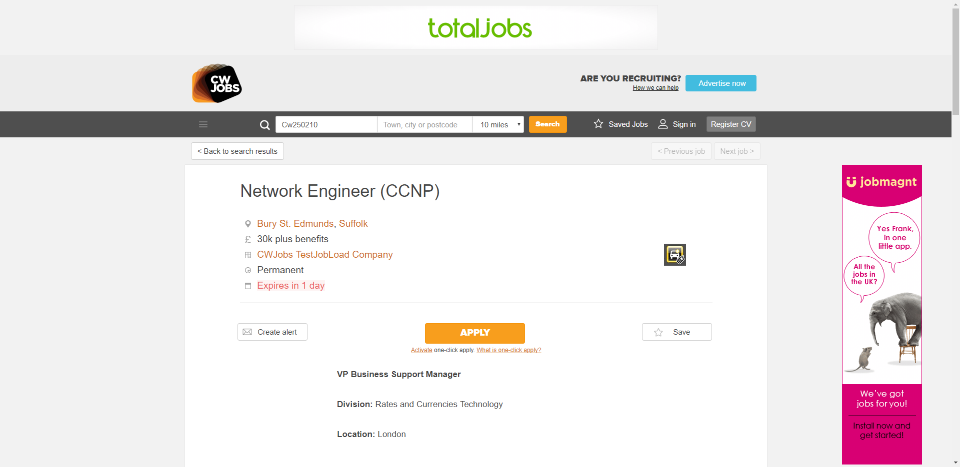 totaljobs
CW
JOBS
ARE YOU RECRUITING?
How we can help
Advertise now
Cw250210
Town, city or postcode
10 miles
Search
Saved Jobs
Sign in
Register CV
< Back to search results
< Previous job
Next job >
Network Engineer (CCNP)
Bury St. Edmunds, Suffolk
£ 30k plus benefits
CWJobs TestJobLoad Company
Permanent
Expires in 1 day
Create alert
APPLY
Save
Activate one-click apply. What is one-click apply?
VP Business Support Manager
Division: Rates and Currencies Technology
Location: London
jobmagnt
Yes Frank,
in one
little app.
All the
jobs in
the UK?
We've got
jobs for you!
Install now and
get started!